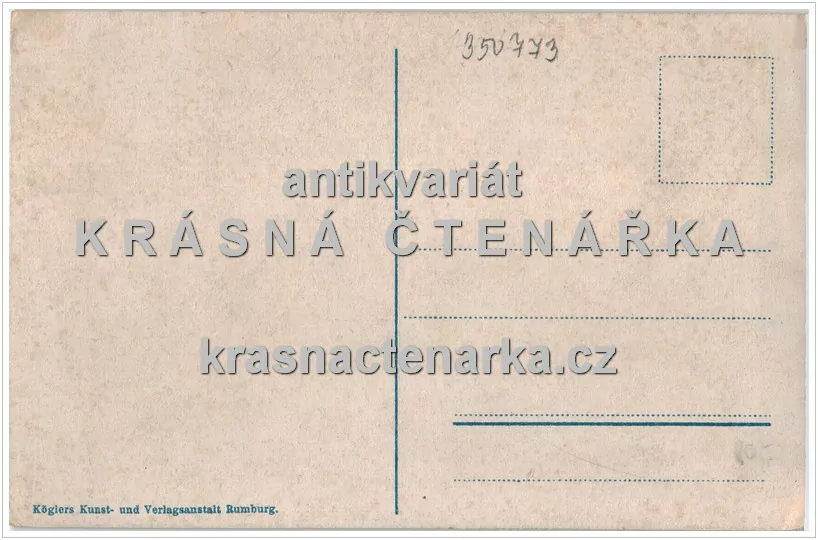 350773
antikvariát
KRÁSNÁ ČTENÁŘKA
krasnactenarka.cz
Köglers Kunst- und Verlagsanstalt Rumburg.